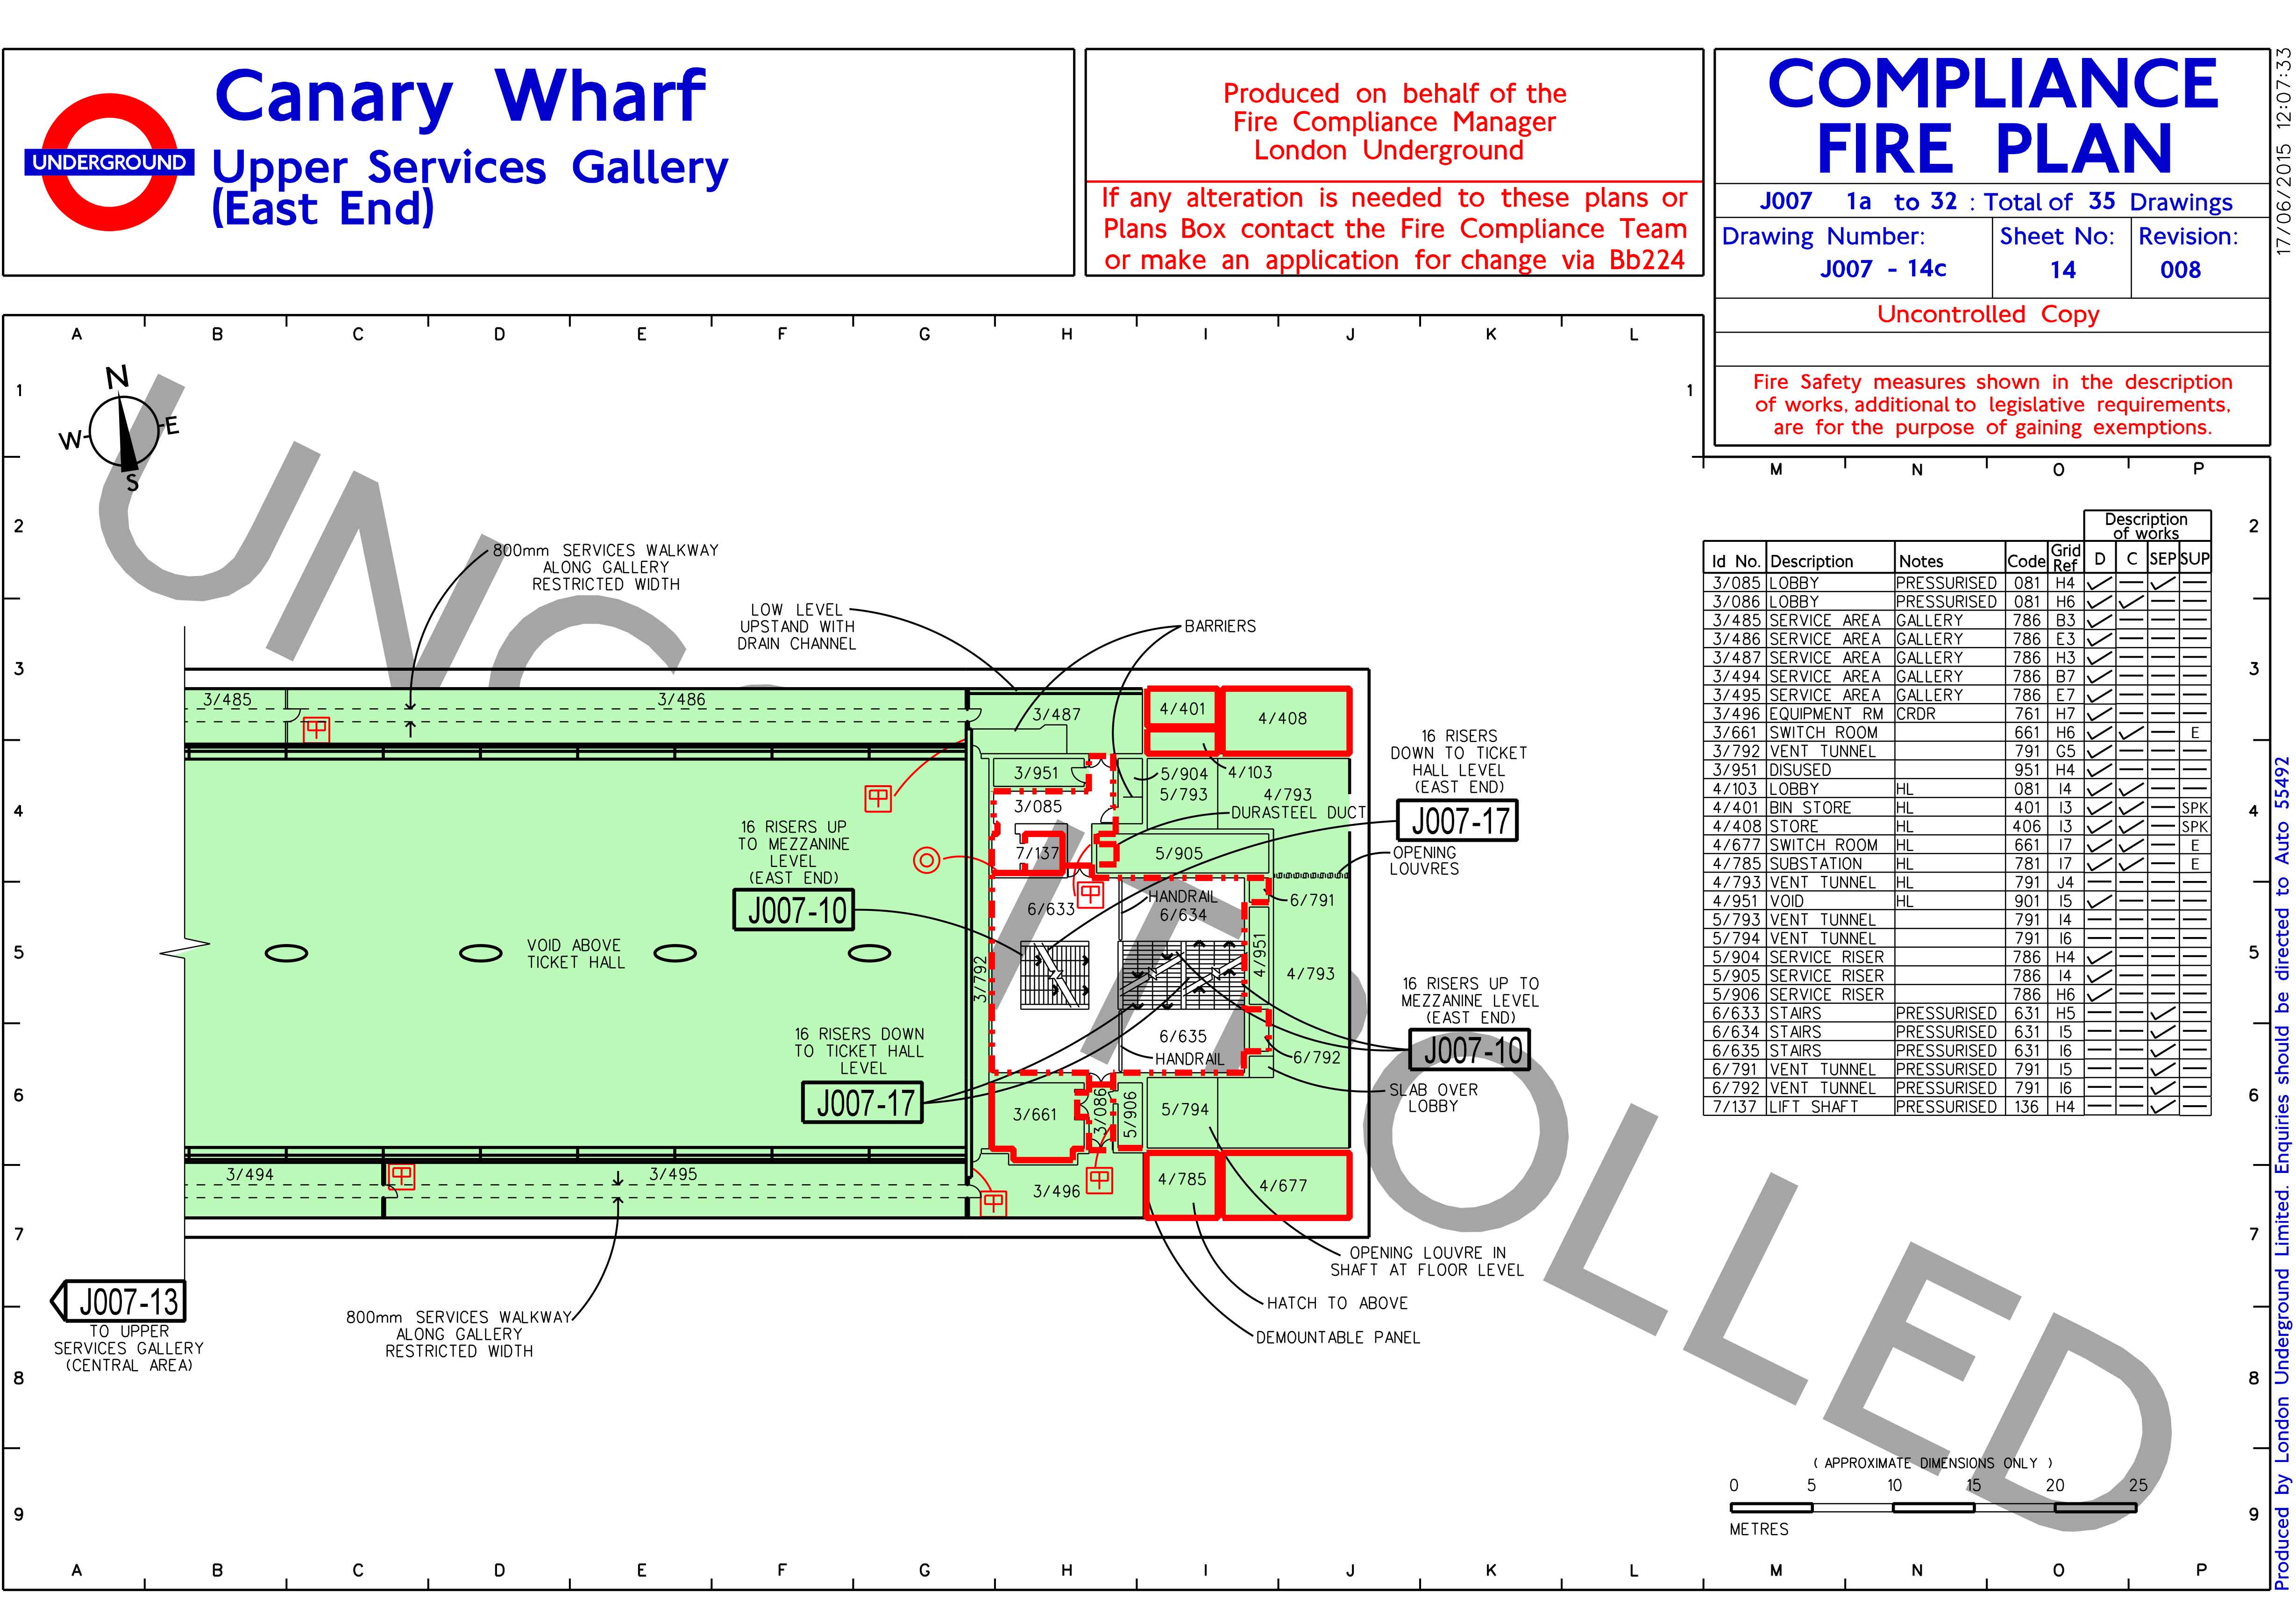 UNDERGROUND
Canary Wharf
Upper Services Gallery
(East End)
Produced on behalf of the
Fire Compliance Manager
London Underground
If any alteration is needed to these plans or
Plans Box contact the Fire Compliance Team
or make an application for change via Bb224
COMPLIANCE
FIRE PLAN
J007 1a to 32 : Total of 35 Drawings
Drawing Number:
J007 - 14c
Sheet No:
14
Revision:
008
Uncontrolled Copy
Fire Safety measures shown in the description
of works, additional to legislative requirements,
are for the purpose of gaining exemptions.
17/06/2015 12:07:33
Produced by London Underground Limited. Enquiries should be directed to Auto 55492
A B C D E F G H I J K L
M N O P
1 1
2 2
3 3
4 4
5 5
6 6
7 7
8 8
9 9
A B C D E F G H I J K L M N O P
N
W E
S
800mm SERVICES WALKWAY
ALONG GALLERY
RESTRICTED WIDTH
LOW LEVEL
UPSTAND WITH
DRAIN CHANNEL
BARRIERS
3/485
3/486
3/487
4/401
4/408
16 RISERS
DOWN TO TICKET
HALL LEVEL
(EAST END)
J007-17
3/951
5/904
4/103
5/793
4/793
3/085
DURASTEEL DUCT
7/137
5/905
OPENING
LOUVRES
16 RISERS UP
TO MEZZANINE
LEVEL
(EAST END)
J007-10
HANDRAIL
6/633
6/634
6/791
VOID ABOVE
TICKET HALL
3/792
4/951
4/793
16 RISERS UP TO
MEZZANINE LEVEL
(EAST END)
J007-10
16 RISERS DOWN
TO TICKET HALL
LEVEL
J007-17
6/635
HANDRAIL
6/792
SLAB OVER
LOBBY
3/661
3/086
5/906
5/794
3/494
3/495
3/496
4/785
4/677
OPENING LOUVRE IN
SHAFT AT FLOOR LEVEL
HATCH TO ABOVE
DEMOUNTABLE PANEL
J007-13
TO UPPER
SERVICES GALLERY
(CENTRAL AREA)
800mm SERVICES WALKWAY
ALONG GALLERY
RESTRICTED WIDTH
Description
of works
Id No. Description Notes Code Grid Ref D C SEP SUP
3/085 LOBBY PRESSURISED 081 H4 ✓ — ✓ —
3/086 LOBBY PRESSURISED 081 H6 ✓ ✓ — —
3/485 SERVICE AREA GALLERY 786 B3 ✓ — — —
3/486 SERVICE AREA GALLERY 786 E3 ✓ — — —
3/487 SERVICE AREA GALLERY 786 H3 ✓ — — —
3/494 SERVICE AREA GALLERY 786 B7 ✓ — — —
3/495 SERVICE AREA GALLERY 786 E7 ✓ — — —
3/496 EQUIPMENT RM CRDR 761 H7 ✓ — — —
3/661 SWITCH ROOM 661 H6 ✓ ✓ — E
3/792 VENT TUNNEL 791 G5 ✓ — — —
3/951 DISUSED 951 H4 ✓ — — —
4/103 LOBBY HL 081 I4 ✓ ✓ — —
4/401 BIN STORE HL 401 I3 ✓ ✓ — SPK
4/408 STORE HL 406 I3 ✓ ✓ — SPK
4/677 SWITCH ROOM HL 661 I7 ✓ ✓ — E
4/785 SUBSTATION HL 781 I7 ✓ ✓ — E
4/793 VENT TUNNEL HL 791 J4 — — — —
4/951 VOID HL 901 I5 ✓ — — —
5/793 VENT TUNNEL 791 I4 — — — —
5/794 VENT TUNNEL 791 I6 — — — —
5/904 SERVICE RISER 786 H4 ✓ — — —
5/905 SERVICE RISER 786 I4 ✓ — — —
5/906 SERVICE RISER 786 H6 ✓ — — —
6/633 STAIRS PRESSURISED 631 H5 — — ✓ —
6/634 STAIRS PRESSURISED 631 I5 — — ✓ —
6/635 STAIRS PRESSURISED 631 I6 — — ✓ —
6/791 VENT TUNNEL PRESSURISED 791 I5 — — ✓ —
6/792 VENT TUNNEL PRESSURISED 791 I6 — — ✓ —
7/137 LIFT SHAFT PRESSURISED 136 H4 — — ✓ —
( APPROXIMATE DIMENSIONS ONLY )
0 5 10 15 20 25
METRES
UNCONTROLLED